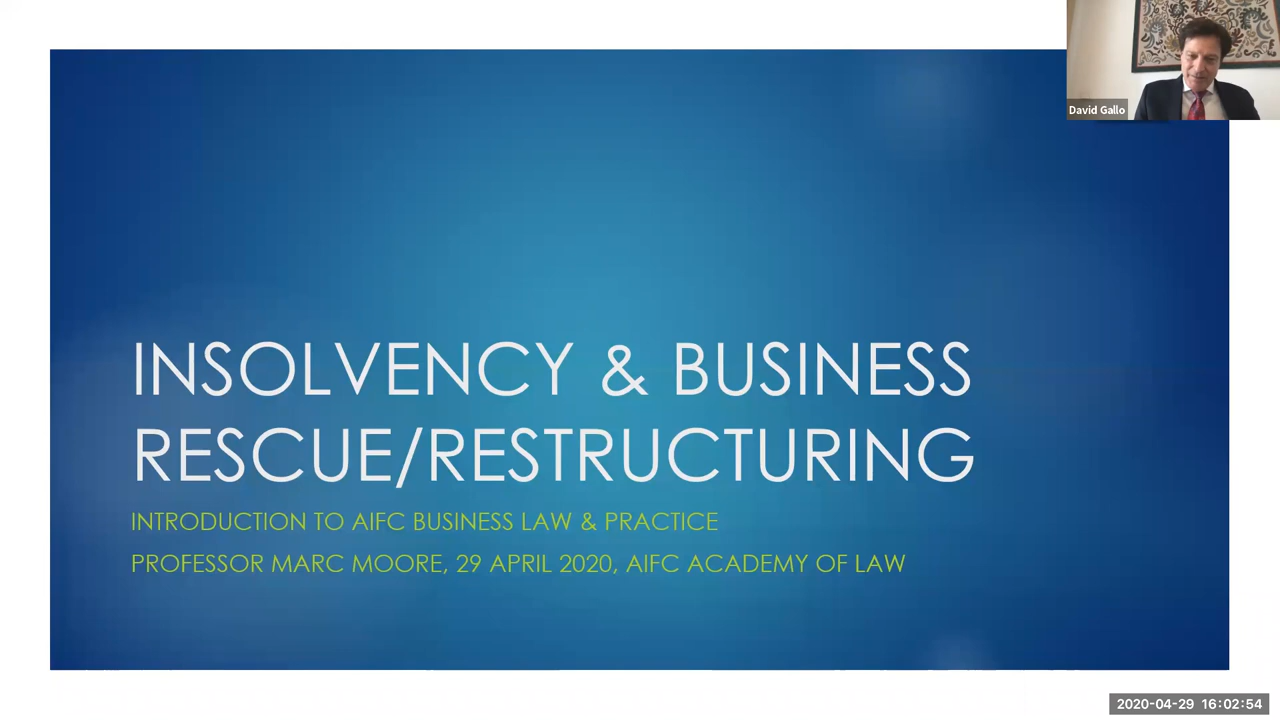 David Gallo
INSOLVENCY & BUSINESS
RESCUE/RESTRUCTURING
INTRODUCTION TO AIFC BUSINESS LAW & PRACTICE
PROFESSOR MARC MOORE, 29 APRIL 2020, AIFC ACADEMY OF LAW
2020-04-29 16:02:54